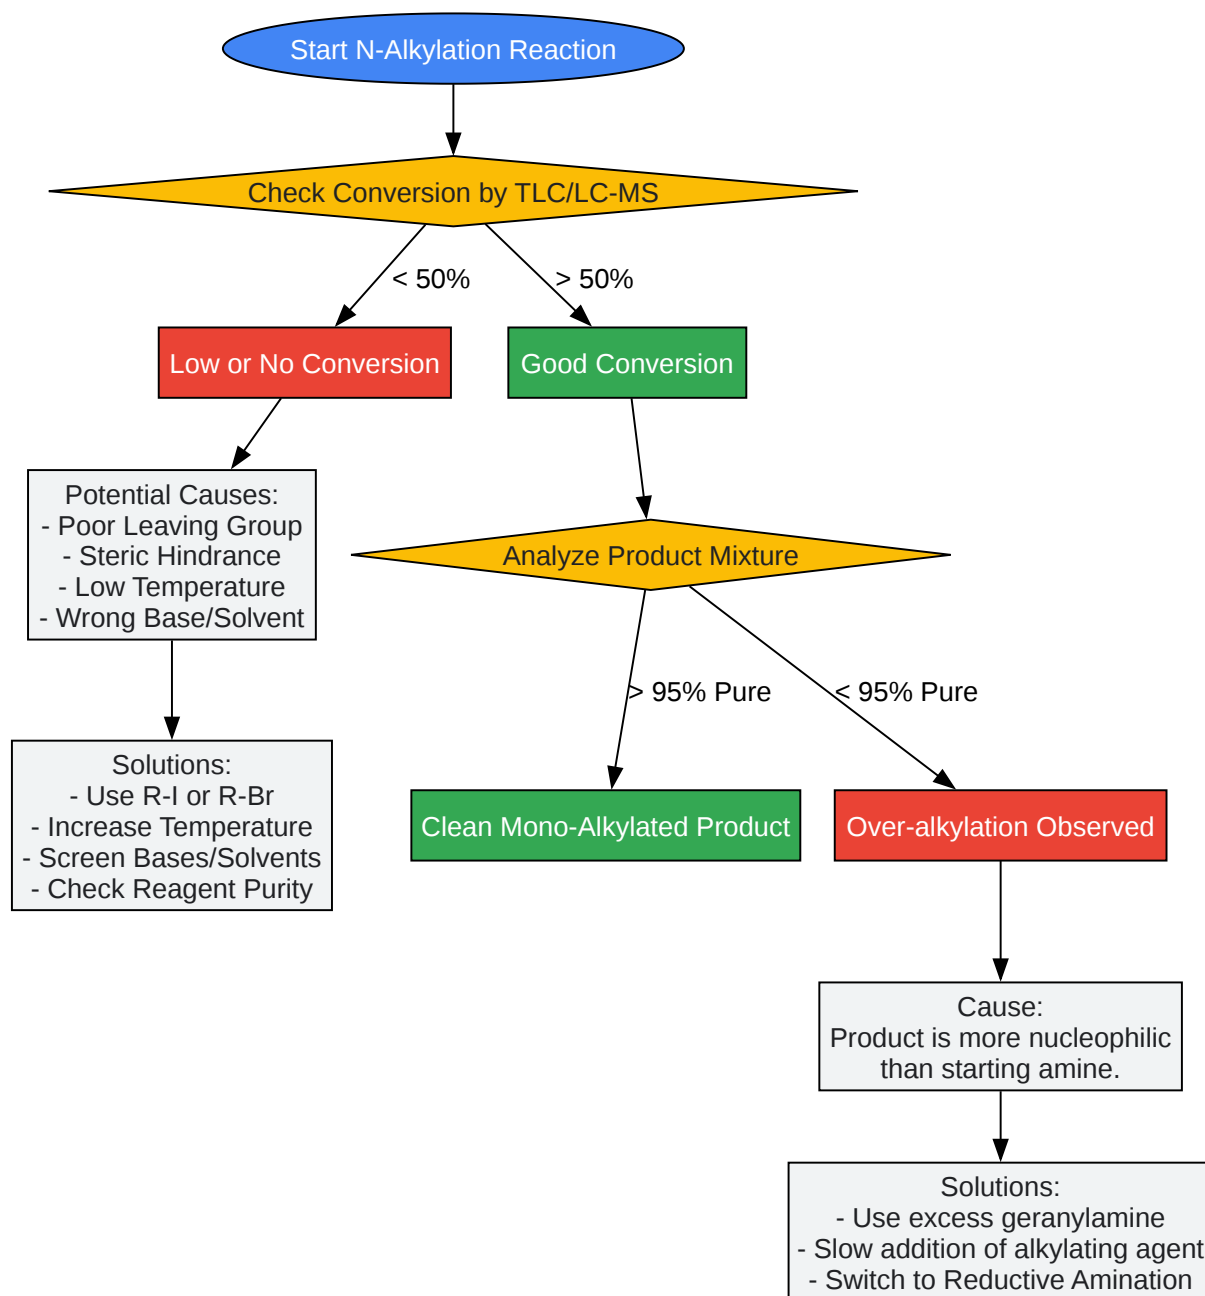 Start N-Alkylation Reaction
Check Conversion by TLC/LC-MS
< 50%
> 50%
Low or No Conversion
Good Conversion
Potential Causes:
- Poor Leaving Group
- Steric Hindrance
- Low Temperature
- Wrong Base/Solvent
Analyze Product Mixture
> 95% Pure
< 95% Pure
Solutions:
- Use R-I or R-Br
- Increase Temperature
- Screen Bases/Solvents
- Check Reagent Purity
Clean Mono-Alkylated Product
Over-alkylation Observed
Cause:
Product is more nucleophilic
than starting amine.
Solutions:
- Use excess geranylamine
- Slow addition of alkylating agent
- Switch to Reductive Amination